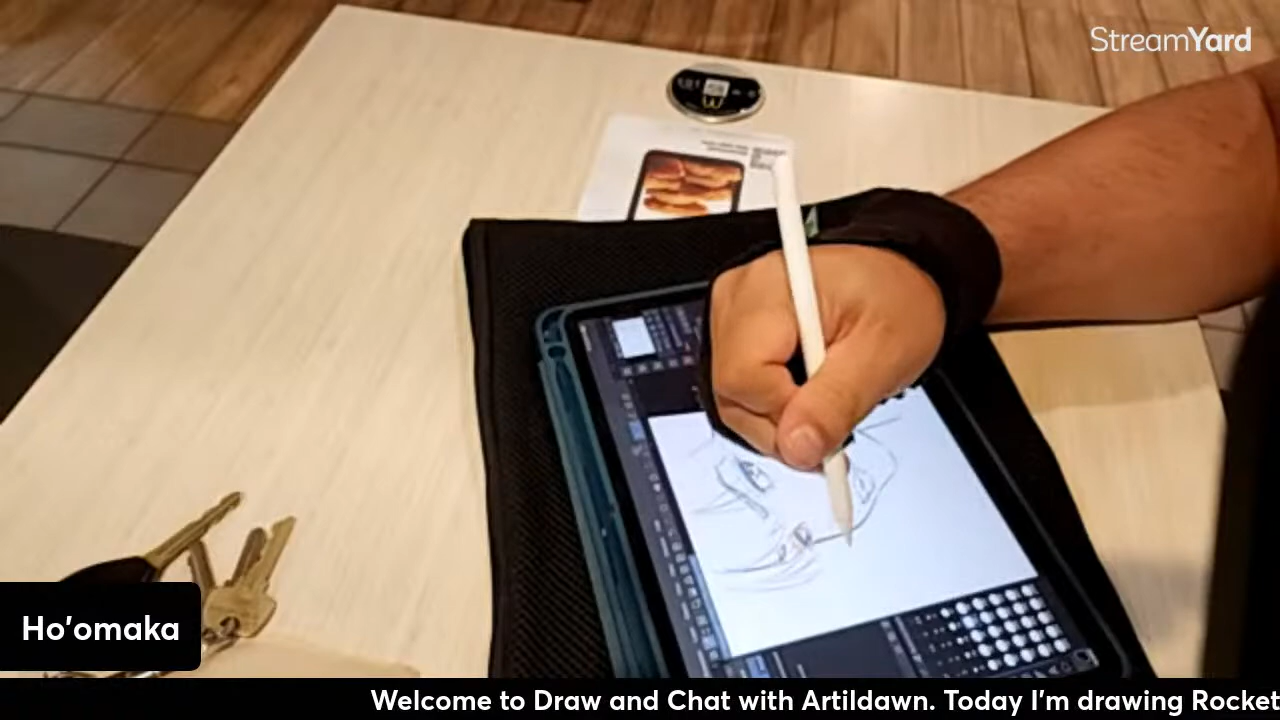 StreamYard
Ho'omaka
Welcome to Draw and Chat with Artildawn. Today I'm drawing Rocket